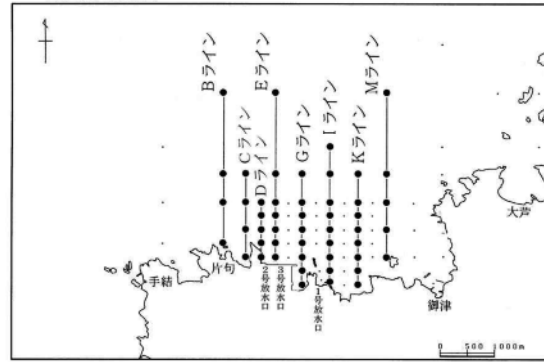 Bライン
Cライン
Dライン
Eライン
Gライン
Iライン
Kライン
Mライン
大芦
片句
手結
2号放水口
3号放水口
1号放水口
御津
0 500 1000m